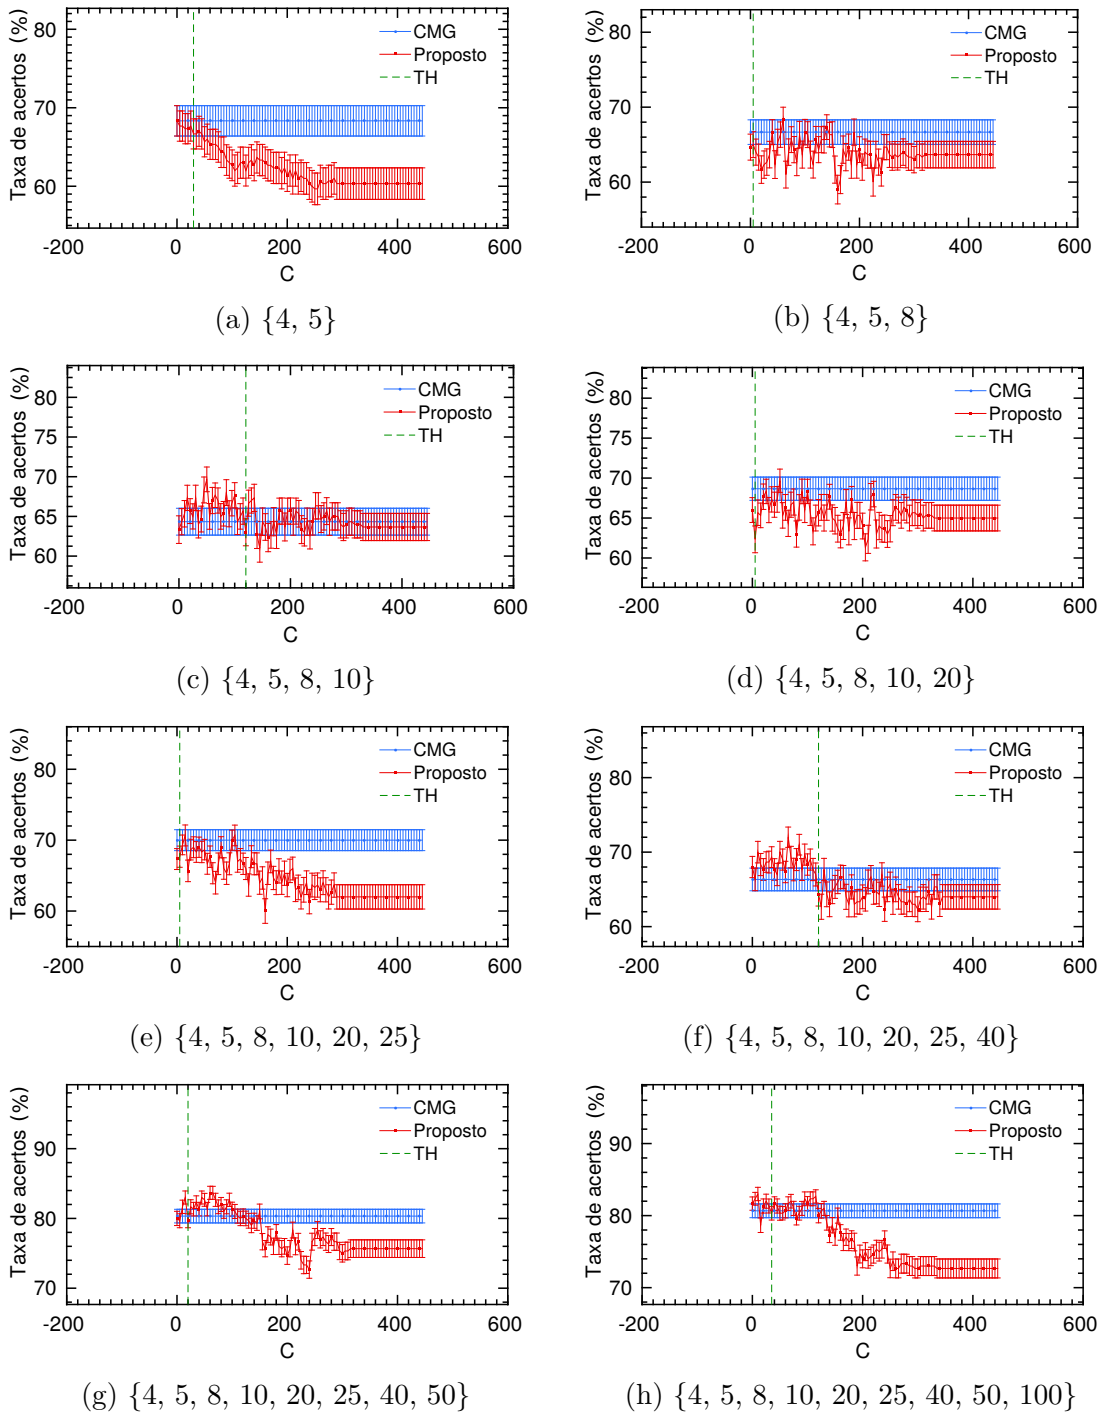 Taxa de acertos (%)
80
70
60
CMG
Proposto
TH
-200 0 200 400 600
C
(a) {4, 5}
Taxa de acertos (%)
80
70
60
CMG
Proposto
TH
-200 0 200 400 600
C
(b) {4, 5, 8}
Taxa de acertos (%)
80
75
70
65
60
CMG
Proposto
TH
-200 0 200 400 600
C
(c) {4, 5, 8, 10}
Taxa de acertos (%)
80
75
70
65
60
CMG
Proposto
TH
-200 0 200 400 600
C
(d) {4, 5, 8, 10, 20}
Taxa de acertos (%)
80
70
60
CMG
Proposto
TH
-200 0 200 400 600
C
(e) {4, 5, 8, 10, 20, 25}
Taxa de acertos (%)
80
70
60
CMG
Proposto
TH
-200 0 200 400 600
C
(f) {4, 5, 8, 10, 20, 25, 40}
Taxa de acertos (%)
90
80
70
CMG
Proposto
TH
-200 0 200 400 600
C
(g) {4, 5, 8, 10, 20, 25, 40, 50}
Taxa de acertos (%)
90
80
70
CMG
Proposto
TH
-200 0 200 400 600
C
(h) {4, 5, 8, 10, 20, 25, 40, 50, 100}